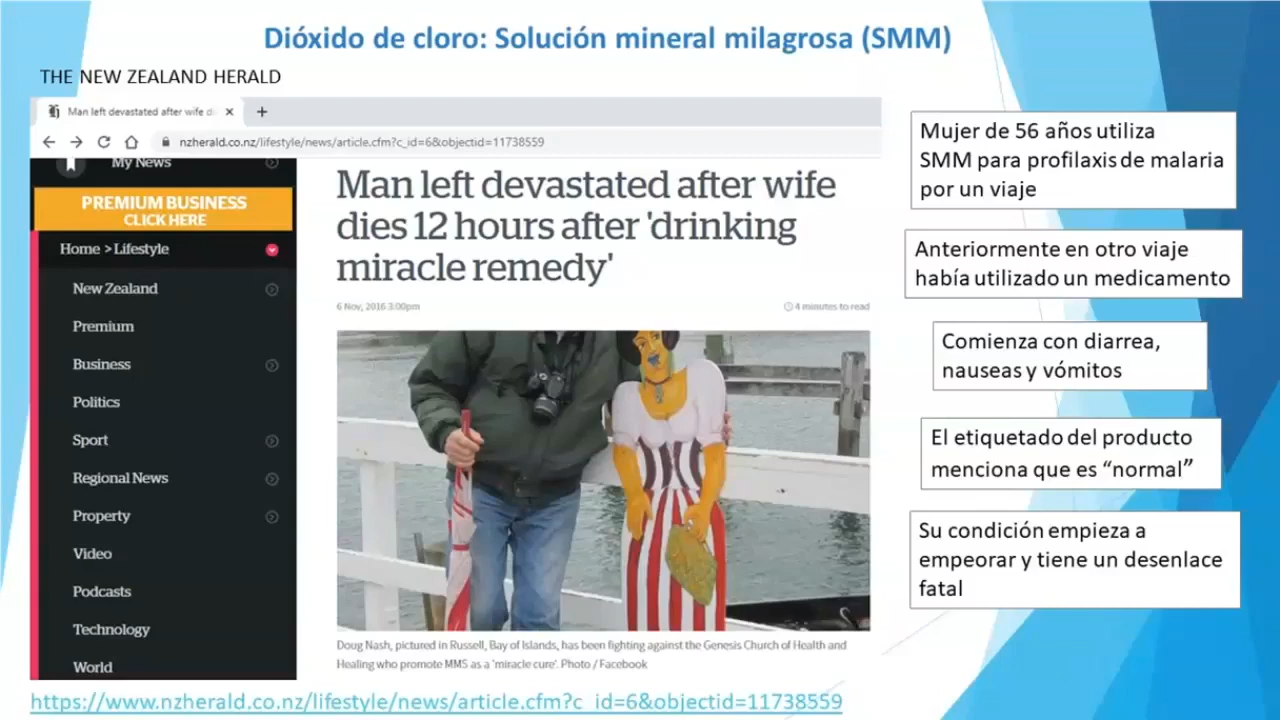 Dióxido de cloro: Solución mineral milagrosa (SMM)
THE NEW ZEALAND HERALD
Man left devastated after wife di
nzherald.co.nz/lifestyle/news/article.cfm?c_id=6&objectid=11738559
My News
PREMIUM BUSINESS
CLICK HERE
Home > Lifestyle
New Zealand
Premium
Business
Politics
Sport
Regional News
Property
Video
Podcasts
Technology
World
Man left devastated after wife
dies 12 hours after 'drinking
miracle remedy'
6 Nov, 2016 3:00pm
4 minutes to read
Doug Nash, pictured in Russell, Bay of Islands, has been fighting against the Genesis Church of Health and
Healing who promote MMS as a 'miracle cure'. Photo / Facebook
Mujer de 56 años utiliza
SMM para profilaxis de malaria
por un viaje
Anteriormente en otro viaje
había utilizado un medicamento
Comienza con diarrea,
nauseas y vómitos
El etiquetado del producto
menciona que es “normal”
Su condición empieza a
empeorar y tiene un desenlace
fatal
https://www.nzherald.co.nz/lifestyle/news/article.cfm?c_id=6&objectid=11738559